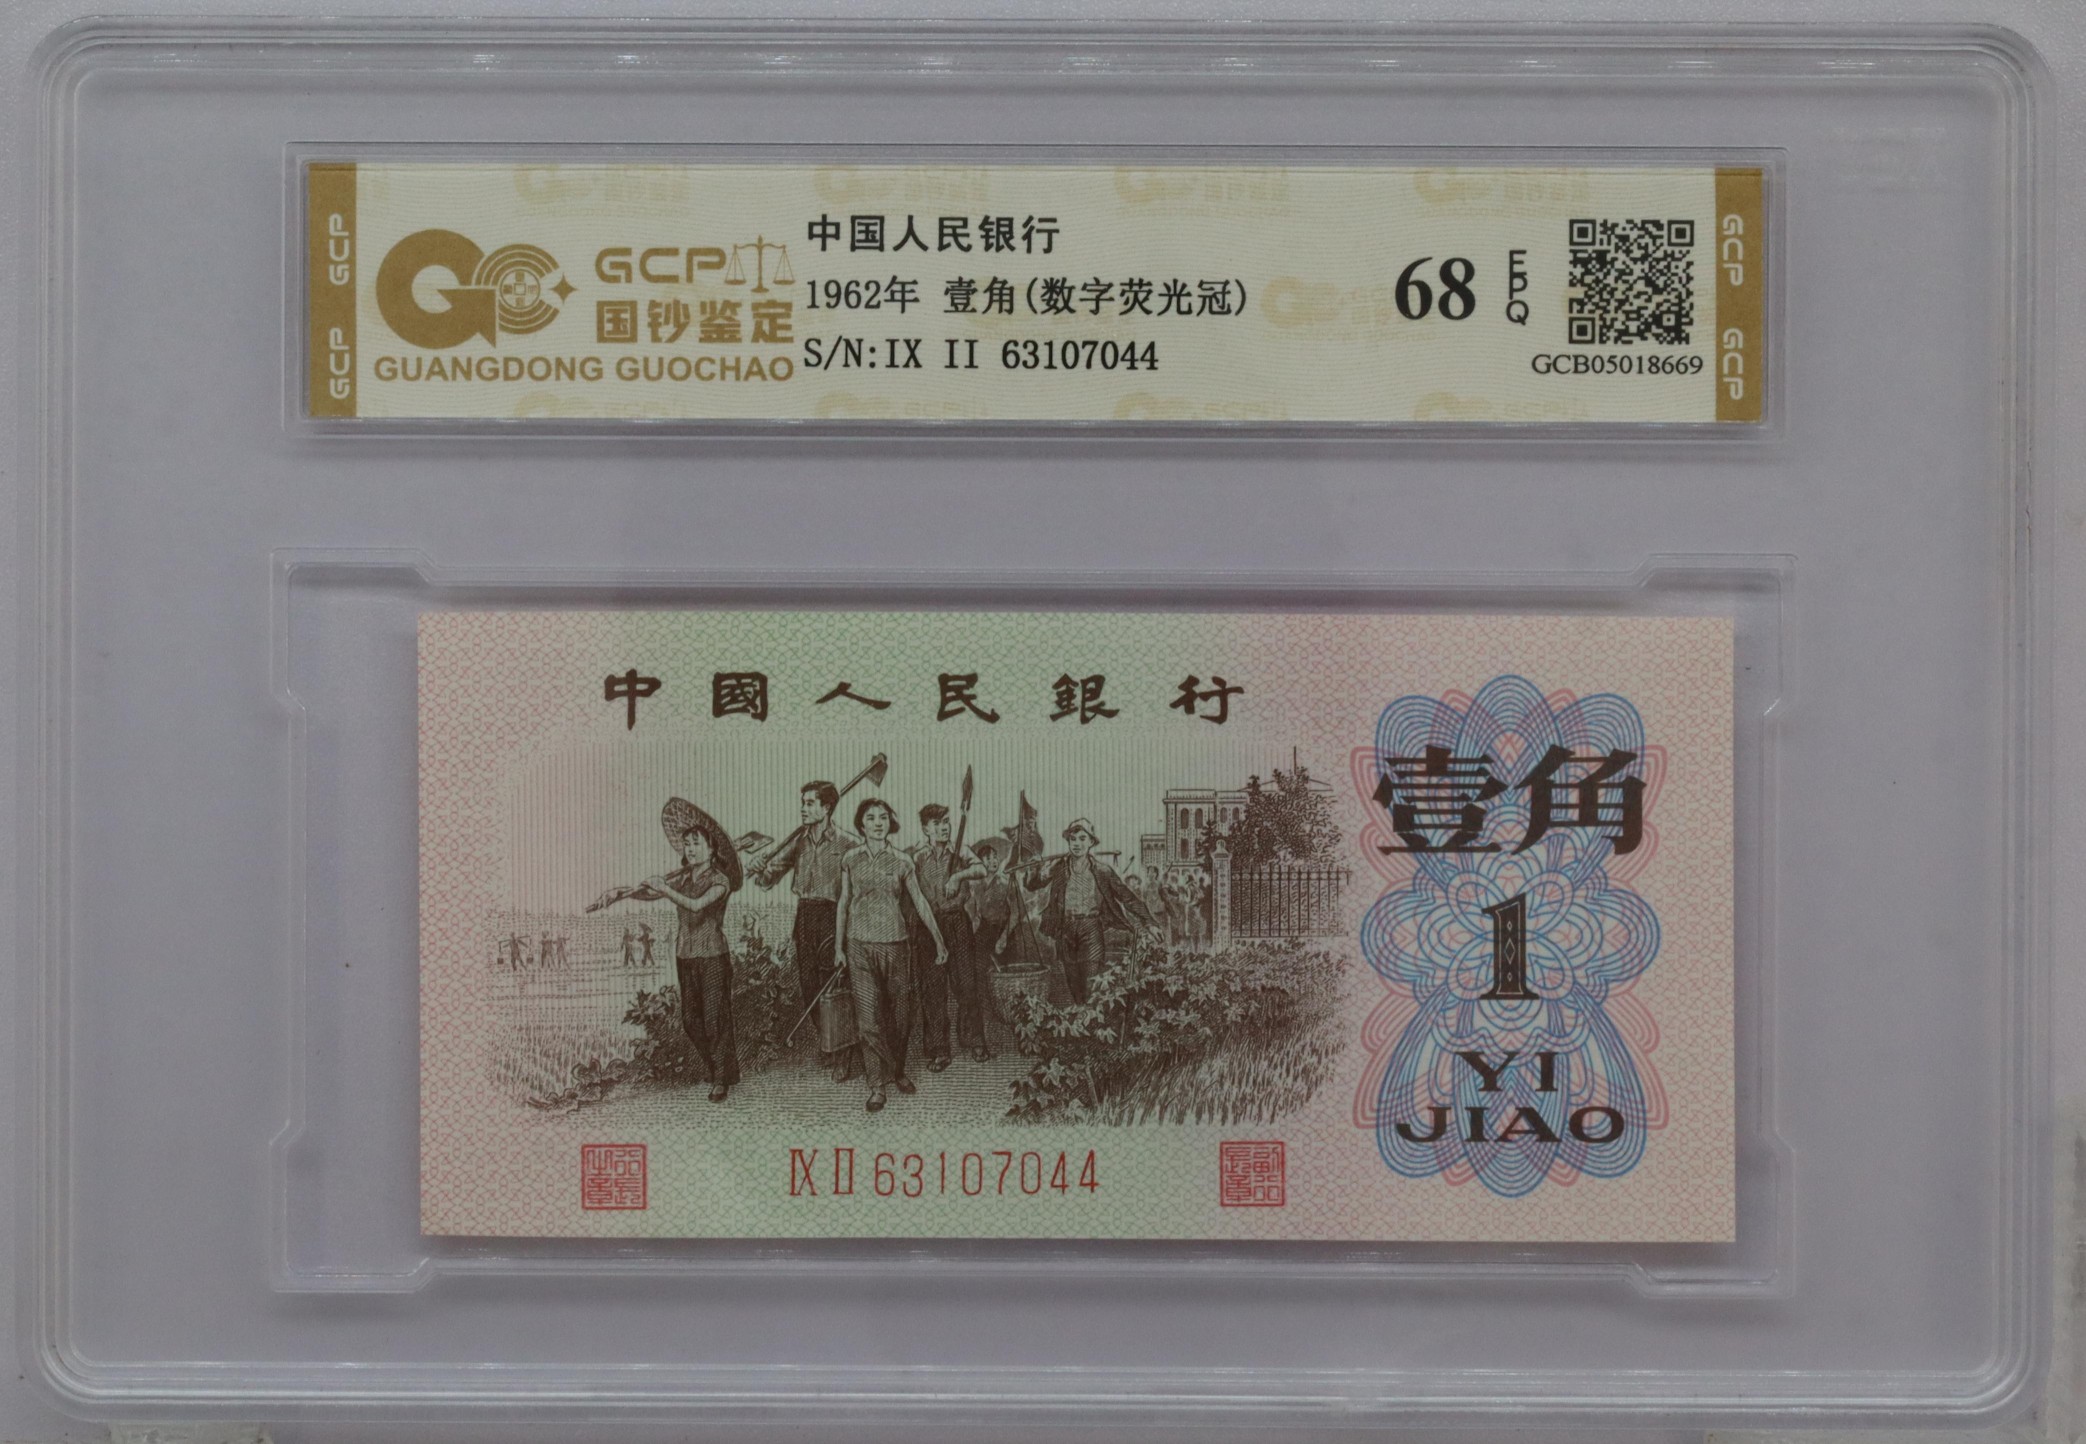 GCP
国钞鉴定
GUANGDONG GUOCHAO
中国人民银行
1962年 壹角(数字荧光冠)
S/N:IX II 63107044
68 EPQ
GCB05018669
GCP GCP
GCP GCP
中國人民銀行
壹角
1
YI
JIAO
IX II 63107044